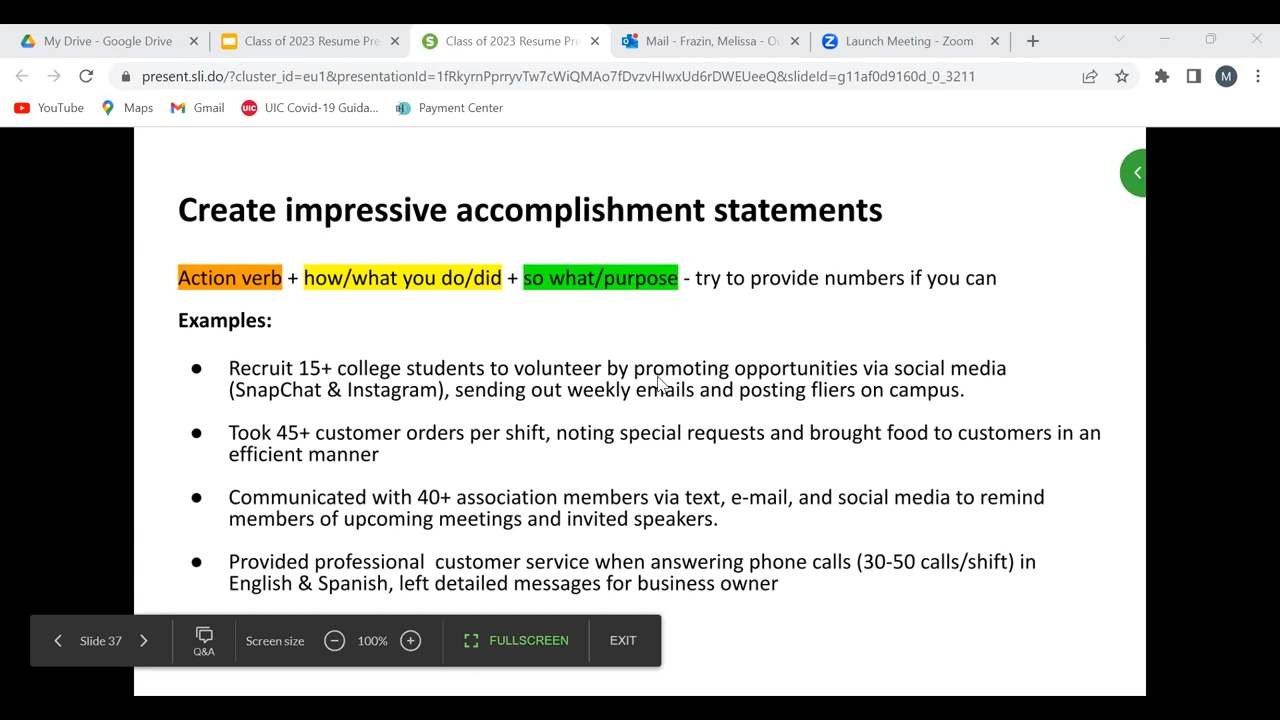 My Drive - Google Drive
Class of 2023 Resume Pre
Class of 2023 Resume Pre
Mail - Frazin, Melissa - Ou
Launch Meeting - Zoom
present.sli.do/?cluster_id=eu1&presentationId=1fRkyrnPprryvTw7cWiQMAo7fDvzvHIwxUd6rDWEUeeQ&slideId=g11af0d9160d_0_3211
M
YouTube
Maps
Gmail
UIC
UIC Covid-19 Guida...
Payment Center
Create impressive accomplishment statements
Action verb + how/what you do/did + so what/purpose - try to provide numbers if you can
Examples:
● Recruit 15+ college students to volunteer by promoting opportunities via social media
(SnapChat & Instagram), sending out weekly emails and posting fliers on campus.
● Took 45+ customer orders per shift, noting special requests and brought food to customers in an
efficient manner
● Communicated with 40+ association members via text, e-mail, and social media to remind
members of upcoming meetings and invited speakers.
● Provided professional customer service when answering phone calls (30-50 calls/shift) in
English & Spanish, left detailed messages for business owner
Slide 37
Q&A
Screen size
100%
FULLSCREEN
EXIT